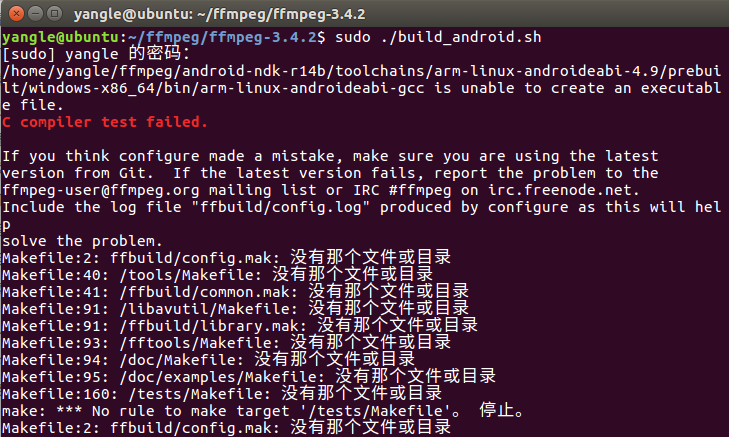 yangle@ubuntu: ~/ffmpeg/ffmpeg-3.4.2
yangle@ubuntu:~/ffmpeg/ffmpeg-3.4.2$ sudo ./build_android.sh
[sudo] yangle 的密码：
/home/yangle/ffmpeg/android-ndk-r14b/toolchains/arm-linux-androideabi-4.9/prebui
lt/windows-x86_64/bin/arm-linux-androideabi-gcc is unable to create an executabl
e file.
C compiler test failed.
If you think configure made a mistake, make sure you are using the latest
version from Git.  If the latest version fails, report the problem to the
ffmpeg-user@ffmpeg.org mailing list or IRC #ffmpeg on irc.freenode.net.
Include the log file "ffbuild/config.log" produced by configure as this will hel
p
solve the problem.
Makefile:2: ffbuild/config.mak: 没有那个文件或目录
Makefile:40: /tools/Makefile: 没有那个文件或目录
Makefile:41: /ffbuild/common.mak: 没有那个文件或目录
Makefile:91: /libavutil/Makefile: 没有那个文件或目录
Makefile:91: /ffbuild/library.mak: 没有那个文件或目录
Makefile:93: /fftools/Makefile: 没有那个文件或目录
Makefile:94: /doc/Makefile: 没有那个文件或目录
Makefile:95: /doc/examples/Makefile: 没有那个文件或目录
Makefile:160: /tests/Makefile: 没有那个文件或目录
make: *** No rule to make target '/tests/Makefile'。 停止。
Makefile:2: ffbuild/config.mak: 没有那个文件或目录